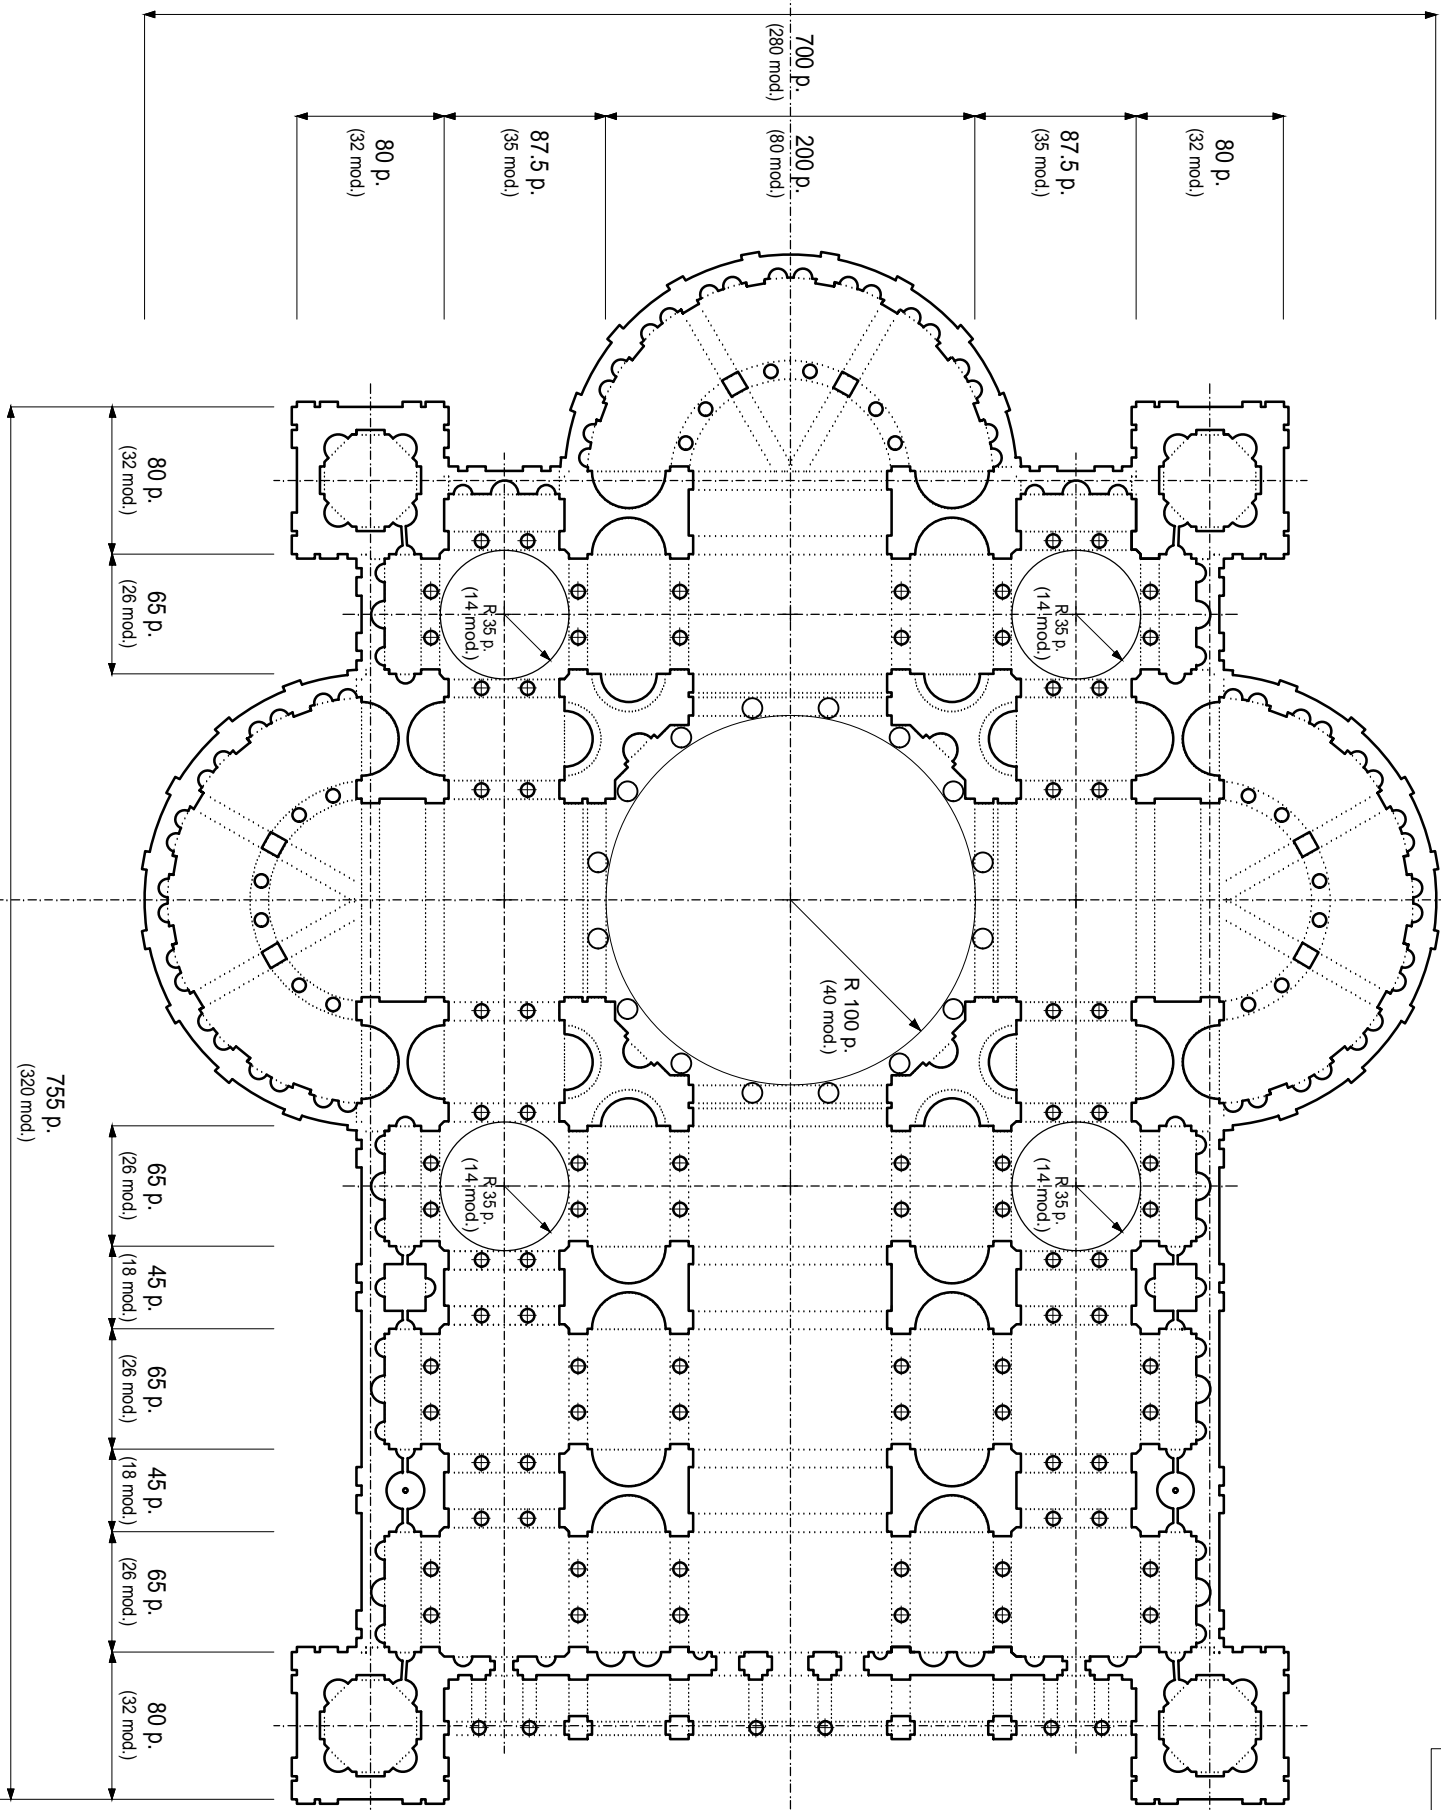 700 p.
(280 mod.)
80 p.
(32 mod.)
87.5 p.
(35 mod.)
200 p.
(80 mod.)
87.5 p.
(35 mod.)
80 p.
(32 mod.)
80 p.
(32 mod.)
65 p.
(26 mod.)
R 35 p.
(14 mod.)
R 35 p.
(14 mod.)
R 100 p.
(40 mod.)
755 p.
(320 mod.)
65 p.
(26 mod.)
R 35 p.
(14 mod.)
R 35 p.
(14 mod.)
45 p.
(18 mod.)
65 p.
(26 mod.)
45 p.
(18 mod.)
65 p.
(26 mod.)
80 p.
(32 mod.)